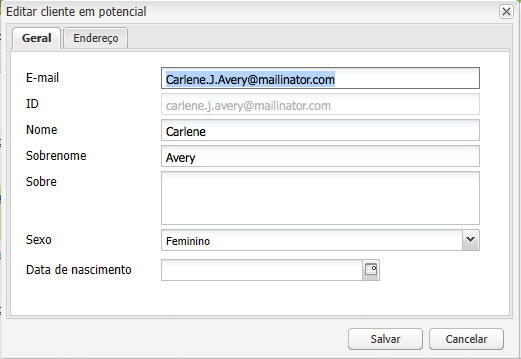 Editar cliente em potencial
Geral Endereço
E-mail Carlene.J.Avery@mailinator.com
ID carlene.j.avery@mailinator.com
Nome Carlene
Sobrenome Avery
Sobre
Sexo Feminino
Data de nascimento
Salvar Cancelar